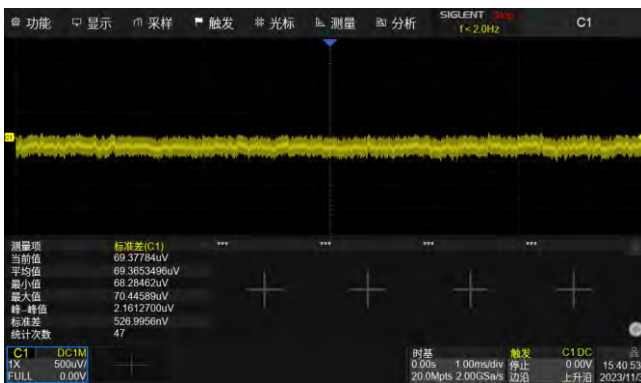 功能 显示 采样 触发 光标 测量 分析 SIGLENT Stop C1
f < 2.0Hz
C1
测量项 标准差(C1) *** *** *** ***
当前值 69.37784uV
平均值 69.3653496uV
最小值 68.28462uV
最大值 70.44589uV
峰--峰值 2.1612700uV
标准差 526.9956nV
统计次数 47
C1 DC1M 时基 触发 C1 DC
1X 500uV/ 0.00s 1.00ms/div 停止 0.00V 15:40:53
FULL 0.00V 20.0Mpts 2.00GSa/s 边沿 上升沿